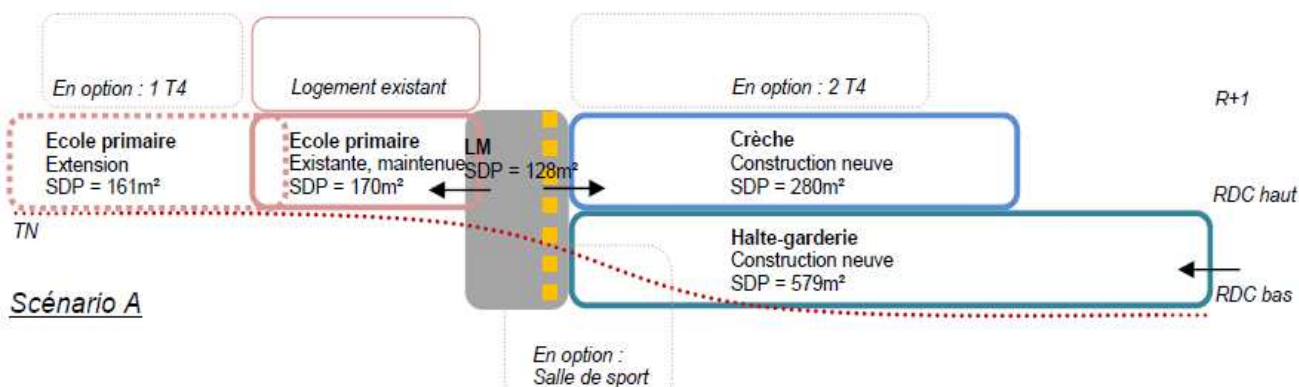 En option : 1 T4
Logement existant
En option : 2 T4
R+1
Ecole primaire
Extension
SDP = 161m²
Ecole primaire
Existante, maintenue
SDP = 170m²
LM
SDP = 128m²
Crèche
Construction neuve
SDP = 280m²
RDC haut
TN
Halte-garderie
Construction neuve
SDP = 579m²
Scénario A
RDC bas
En option :
Salle de sport